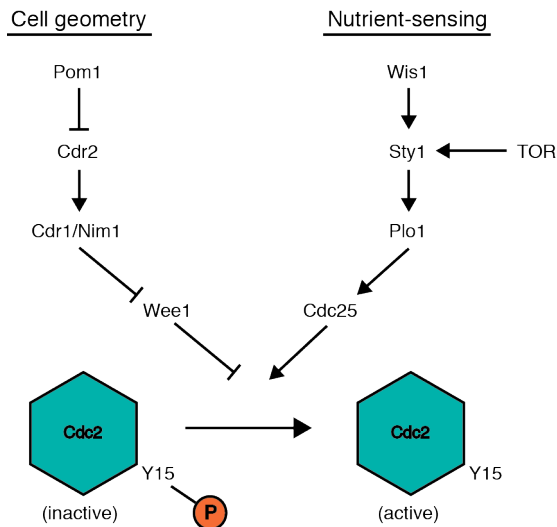 Cell geometry
Nutrient-sensing
Pom1
Wis1
Cdr2
Sty1
TOR
Cdr1/Nim1
Plo1
Wee1
Cdc25
Cdc2
Cdc2
Y15
Y15
(inactive)
P
(active)